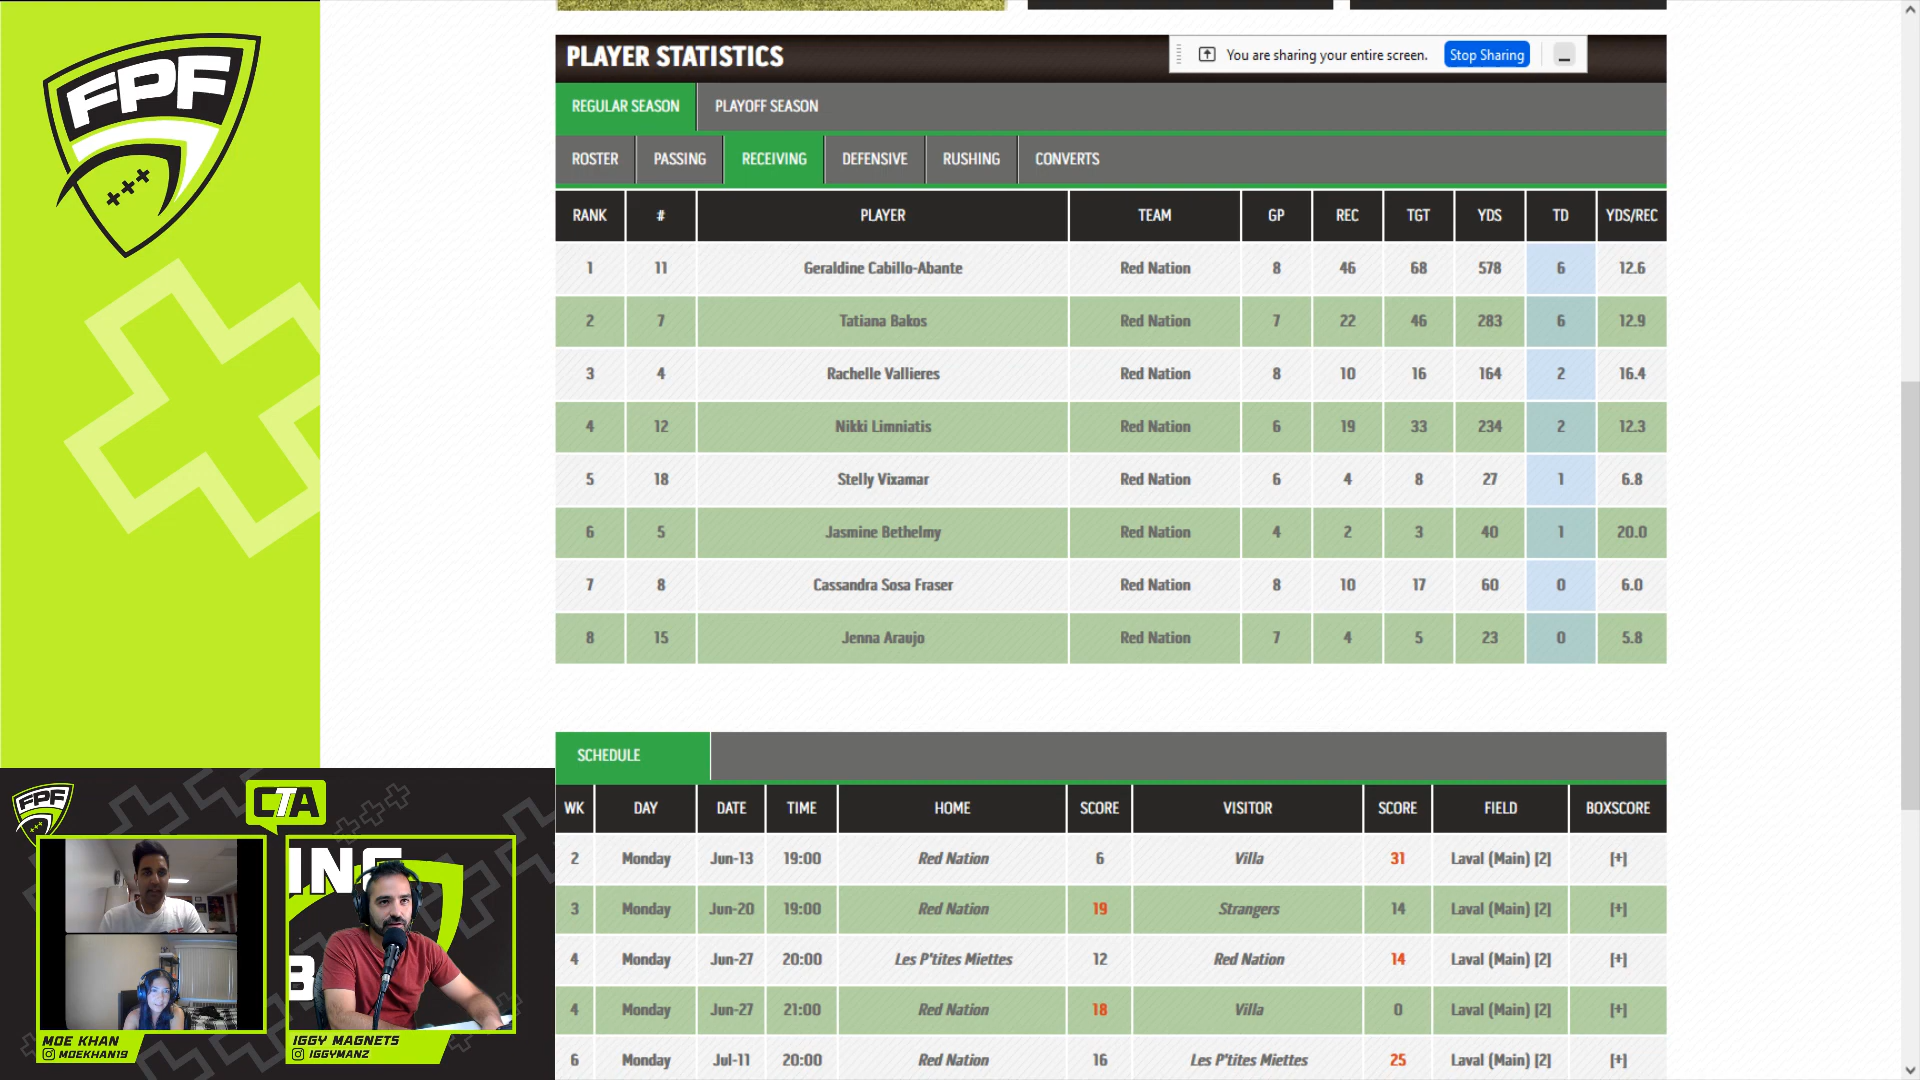 FPF
PLAYER STATISTICS
You are sharing your entire screen. Stop Sharing
REGULAR SEASON PLAYOFF SEASON
ROSTER PASSING RECEIVING DEFENSIVE RUSHING CONVERTS
RANK # PLAYER TEAM GP REC TGT YDS TD YDS/REC
1 11 Geraldine Cabillo-Abante Red Nation 8 46 68 578 6 12.6
2 7 Tatiana Bakos Red Nation 7 22 46 283 6 12.9
3 4 Rachelle Vallieres Red Nation 8 10 16 164 2 16.4
4 12 Nikki Limniatis Red Nation 6 19 33 234 2 12.3
5 18 Stelly Vixamar Red Nation 6 4 8 27 1 6.8
6 5 Jasmine Bethelmy Red Nation 4 2 3 40 1 20.0
7 8 Cassandra Sosa Fraser Red Nation 8 10 17 60 0 6.0
8 15 Jenna Araujo Red Nation 7 4 5 23 0 5.8
SCHEDULE
WK DAY DATE TIME HOME SCORE VISITOR SCORE FIELD BOXSCORE
2 Monday Jun-13 19:00 Red Nation 6 Villa 31 Laval (Main) [2] [+]
3 Monday Jun-20 19:00 Red Nation 19 Strangers 14 Laval (Main) [2] [+]
4 Monday Jun-27 20:00 Les P'tites Miettes 12 Red Nation 14 Laval (Main) [2] [+]
4 Monday Jun-27 21:00 Red Nation 18 Villa 0 Laval (Main) [2] [+]
6 Monday Jul-11 20:00 Red Nation 16 Les P'tites Miettes 25 Laval (Main) [2] [+]
FPF
CTA
ING
B
MOE KHAN
MOEKHAN19
IGGY MAGNETS
IGGYMANZ